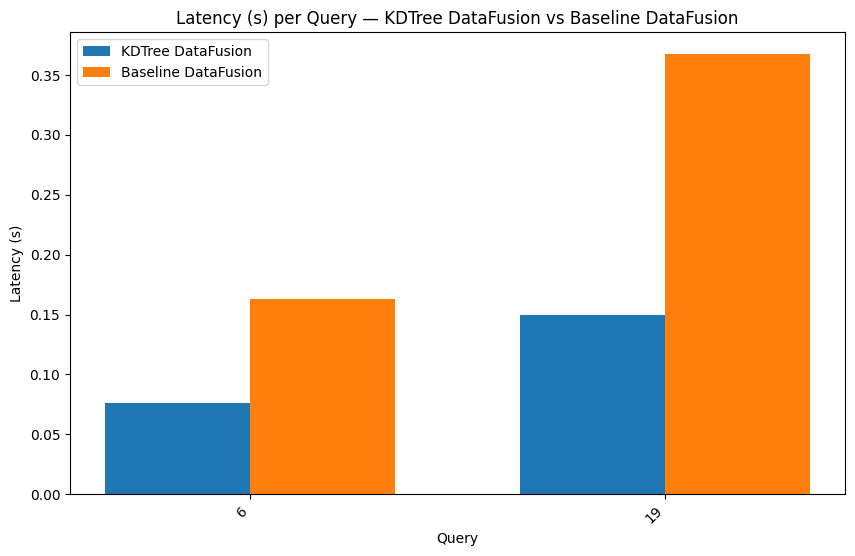 Latency (s) per Query — KDTree DataFusion vs Baseline DataFusion
KDTree DataFusion
Baseline DataFusion
0.35
0.30
0.25
0.20
0.15
0.10
0.05
0.00
Latency (s)
6
19
Query